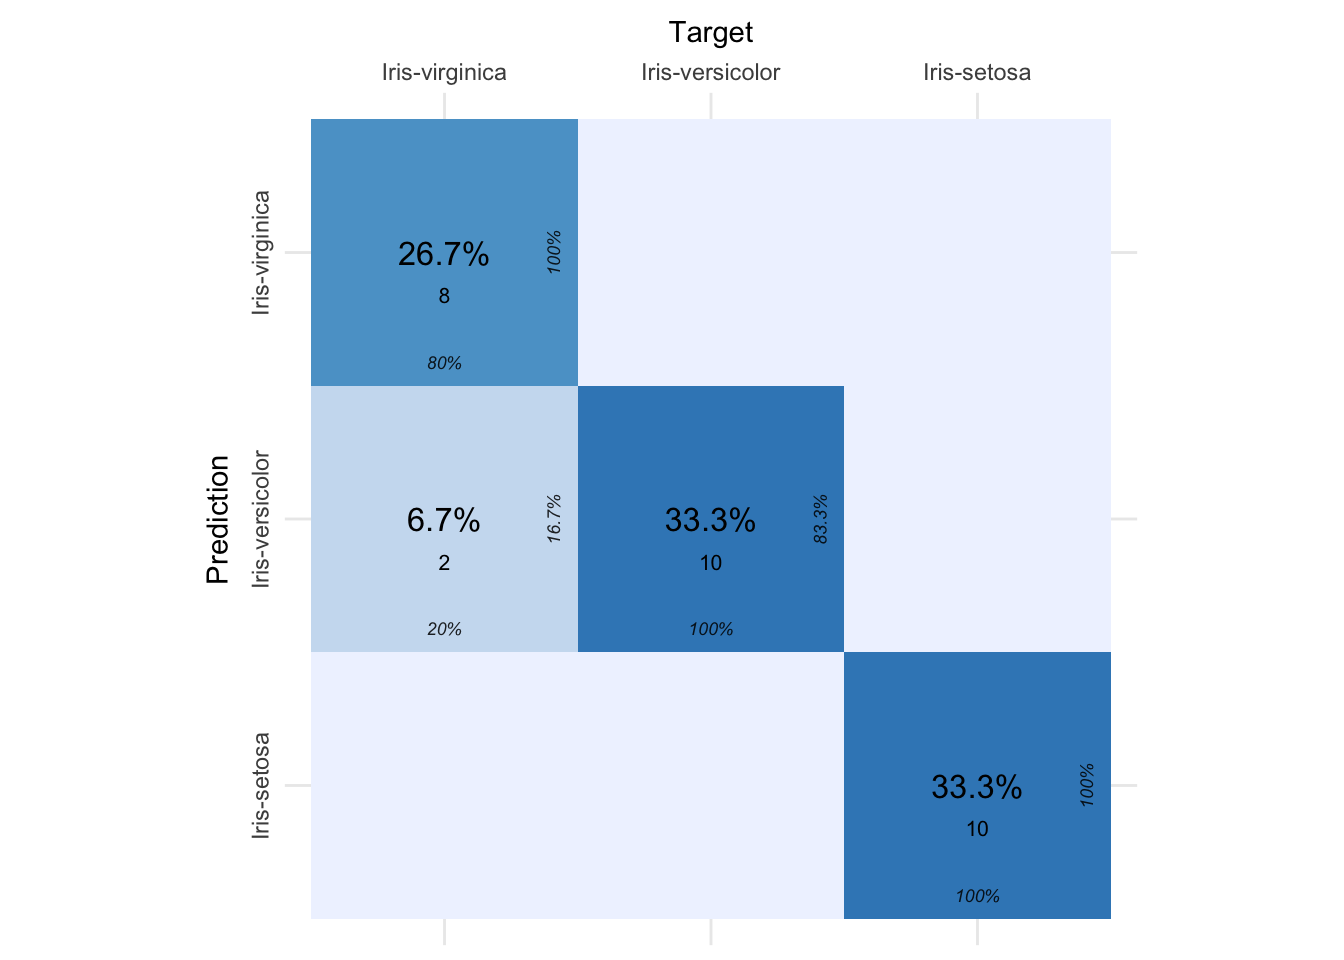 Target
Iris-virginica Iris-versicolor Iris-setosa
Prediction
Iris-virginica
26.7%
8
80%
100%
Iris-versicolor
6.7%
2
20%
16.7%
33.3%
10
100%
83.3%
Iris-setosa
33.3%
10
100%
100%